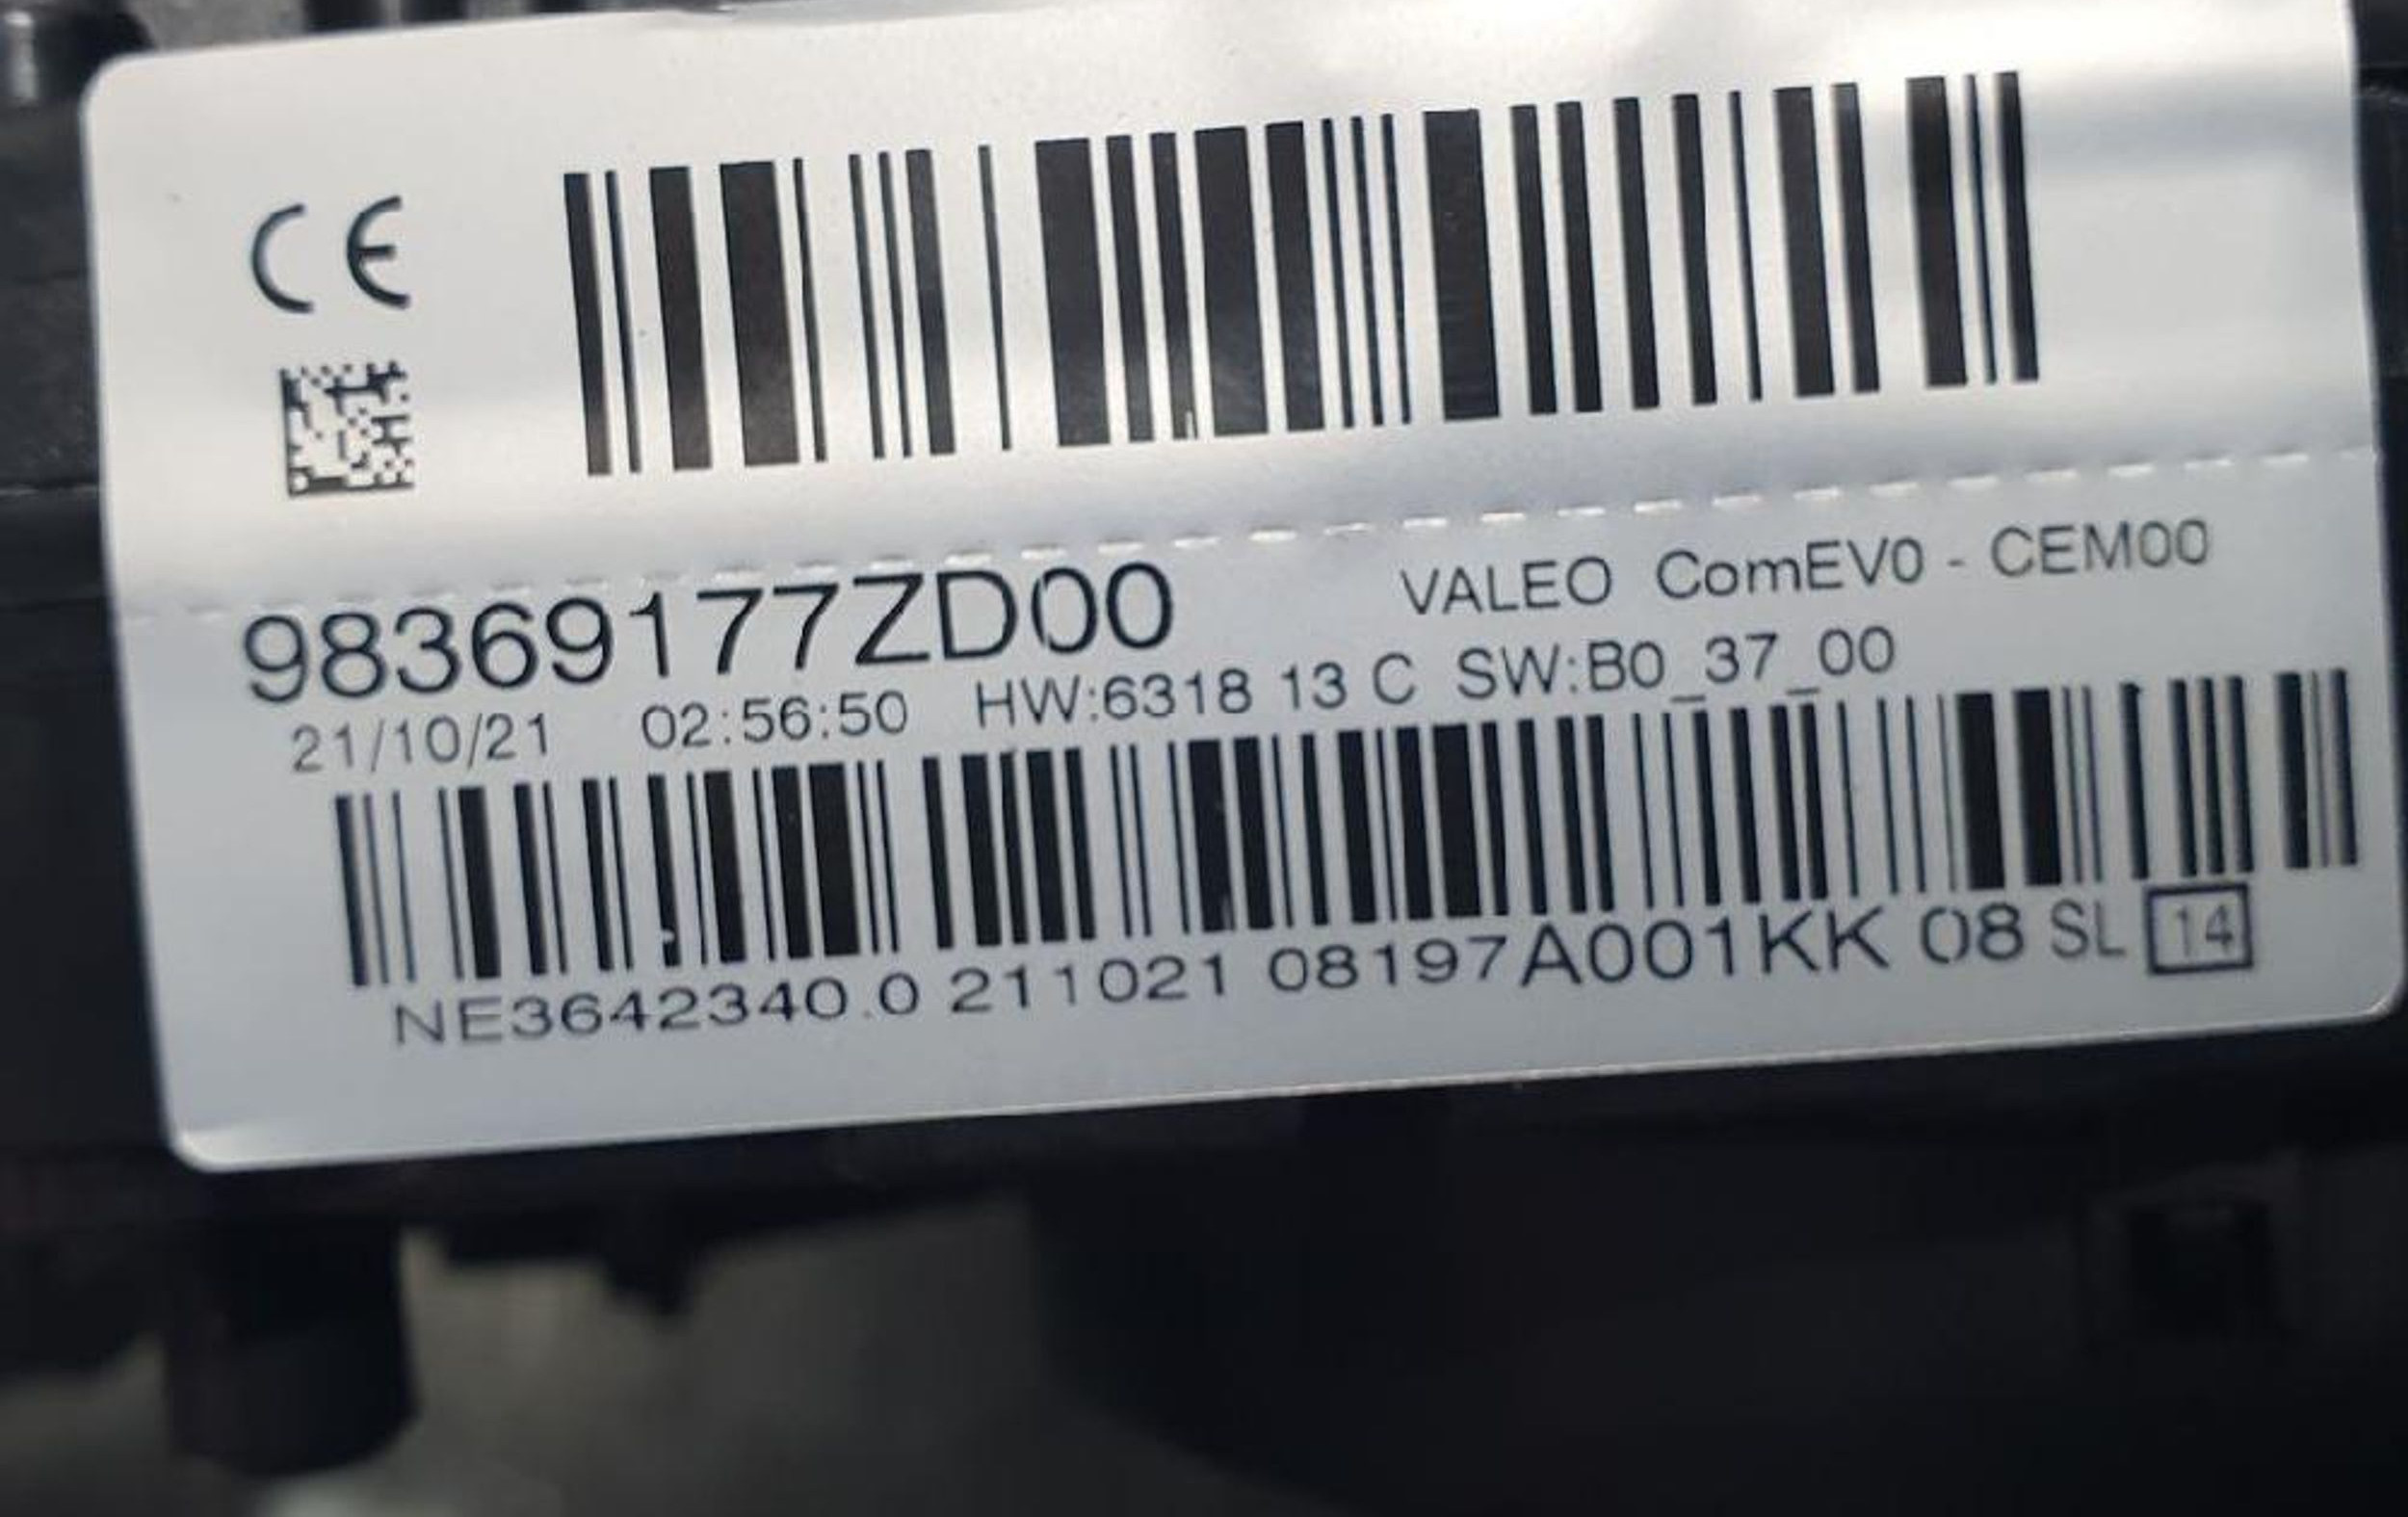 CE
98369177ZD00
VALEO ComEV0 - CEM00
21/10/21 02:56:50 HW:6318 13 C SW:B0_37_00
NE3642340.0 211021 08197A001KK 08 SL 14